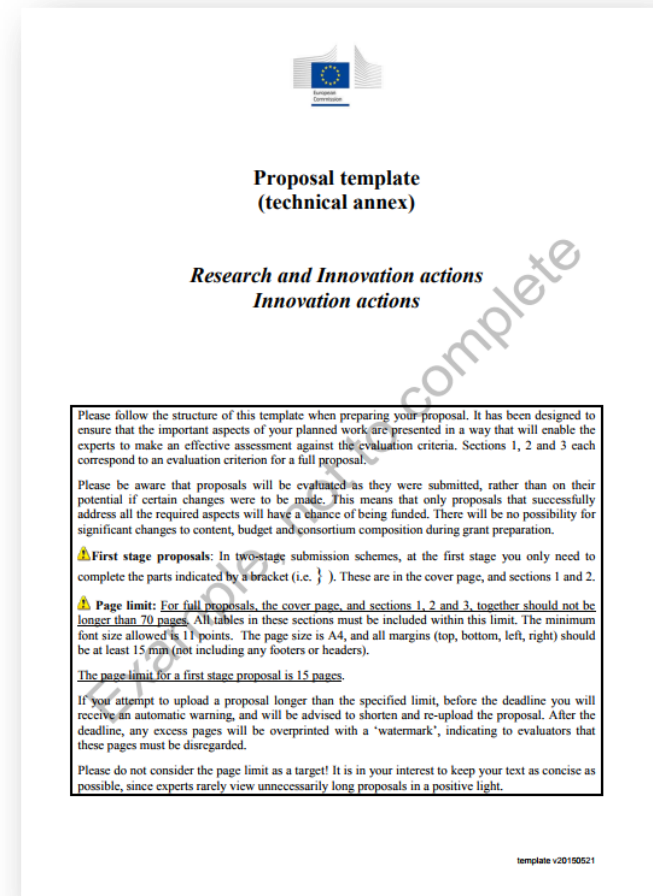 European
Commission
Proposal template
(technical annex)
Research and Innovation actions
Innovation actions
Please follow the structure of this template when preparing your proposal. It has been designed to
ensure that the important aspects of your planned work are presented in a way that will enable the
experts to make an effective assessment against the evaluation criteria. Sections 1, 2 and 3 each
correspond to an evaluation criterion for a full proposal.
Please be aware that proposals will be evaluated as they were submitted, rather than on their
potential if certain changes were to be made. This means that only proposals that successfully
address all the required aspects will have a chance of being funded. There will be no possibility for
significant changes to content, budget and consortium composition during grant preparation.
First stage proposals: In two-stage submission schemes, at the first stage you only need to
complete the parts indicated by a bracket (i.e. } ). These are in the cover page, and sections 1 and 2.
Page limit: For full proposals, the cover page, and sections 1, 2 and 3, together should not be
longer than 70 pages. All tables in these sections must be included within this limit. The minimum
font size allowed is 11 points. The page size is A4, and all margins (top, bottom, left, right) should
be at least 15 mm (not including any footers or headers).
The page limit for a first stage proposal is 15 pages.
If you attempt to upload a proposal longer than the specified limit, before the deadline you will
receive an automatic warning, and will be advised to shorten and re-upload the proposal. After the
deadline, any excess pages will be overprinted with a ‘watermark’, indicating to evaluators that
these pages must be disregarded.
Please do not consider the page limit as a target! It is in your interest to keep your text as concise as
possible, since experts rarely view unnecessarily long proposals in a positive light.
Example, not to complete
template v20150521